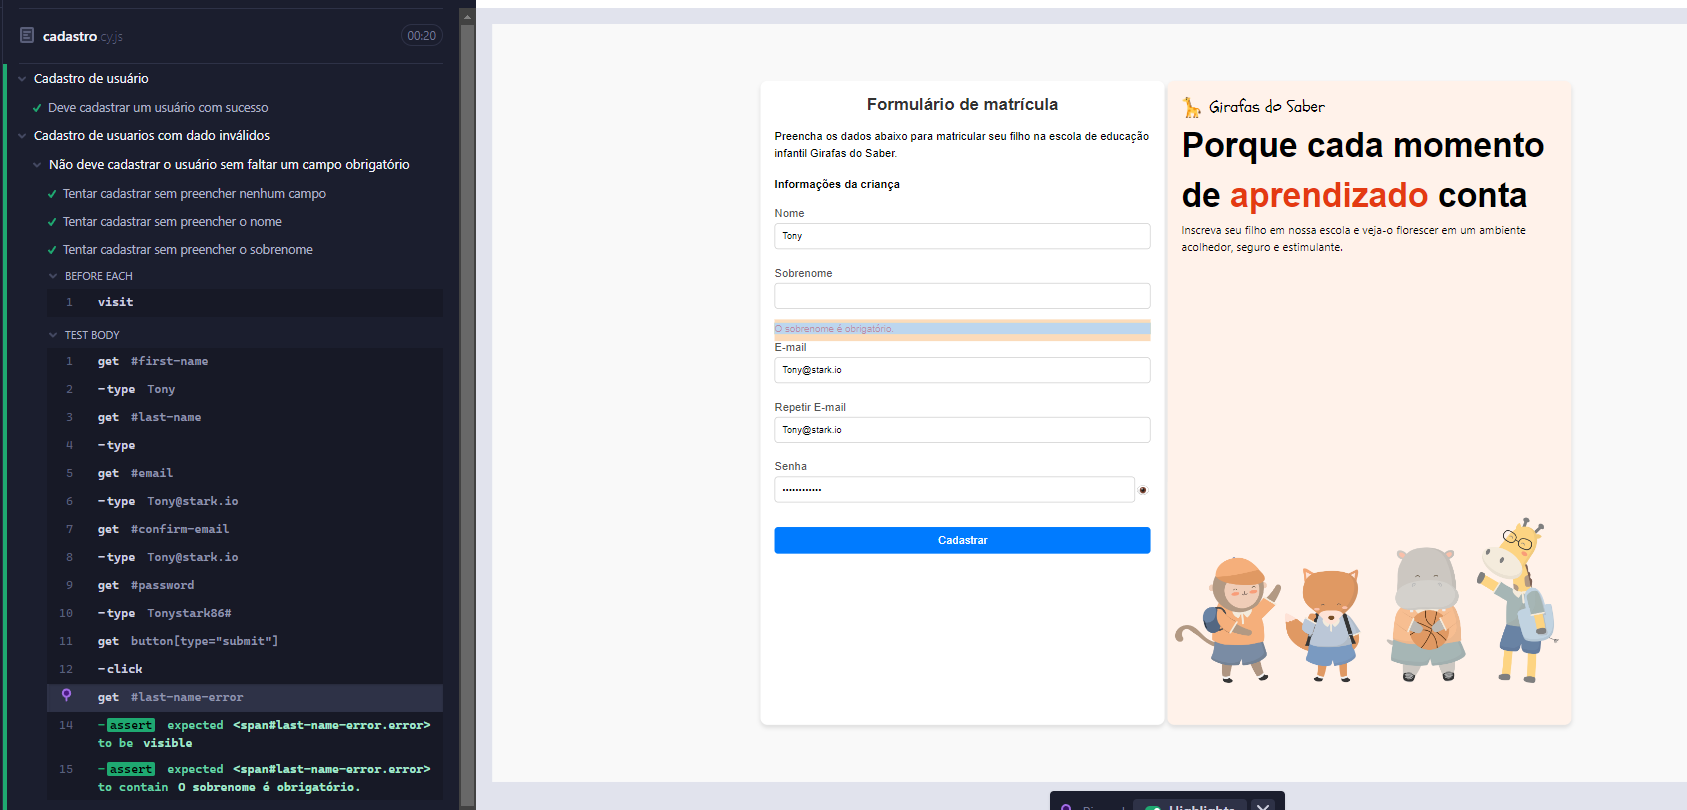 cadastro.cy.js
00:20
Cadastro de usuário
Deve cadastrar um usuário com sucesso
Cadastro de usuarios com dado inválidos
Não deve cadastrar o usuário sem faltar um campo obrigatório
Tentar cadastrar sem preencher nenhum campo
Tentar cadastrar sem preencher o nome
Tentar cadastrar sem preencher o sobrenome
BEFORE EACH
1 visit
TEST BODY
1 get #first-name
2 -type Tony
3 get #last-name
4 -type
5 get #email
6 -type Tony@stark.io
7 get #confirm-email
8 -type Tony@stark.io
9 get #password
10 -type Tonystark86#
11 get button[type="submit"]
12 -click
get #last-name-error
14 -assert expected <span#last-name-error.error>
to be visible
15 -assert expected <span#last-name-error.error>
to contain O sobrenome é obrigatório.
Formulário de matrícula
Preencha os dados abaixo para matricular seu filho na escola de educação
infantil Girafas do Saber.
Informações da criança
Nome
Tony
Sobrenome
O sobrenome é obrigatório.
E-mail
Tony@stark.io
Repetir E-mail
Tony@stark.io
Senha
••••••••••••
Cadastrar
Girafas do Saber
Porque cada momento
de aprendizado conta
Inscreva seu filho em nossa escola e veja-o florescer em um ambiente
acolhedor, seguro e estimulante.
Highlights